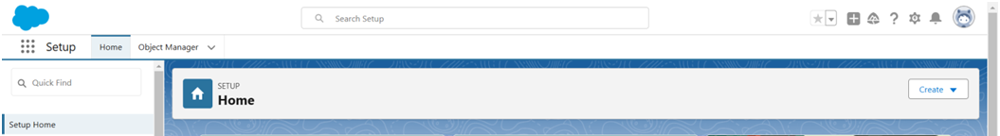 Search Setup
Setup
Home
Object Manager
Quick Find
SETUP
Home
Create
Setup Home